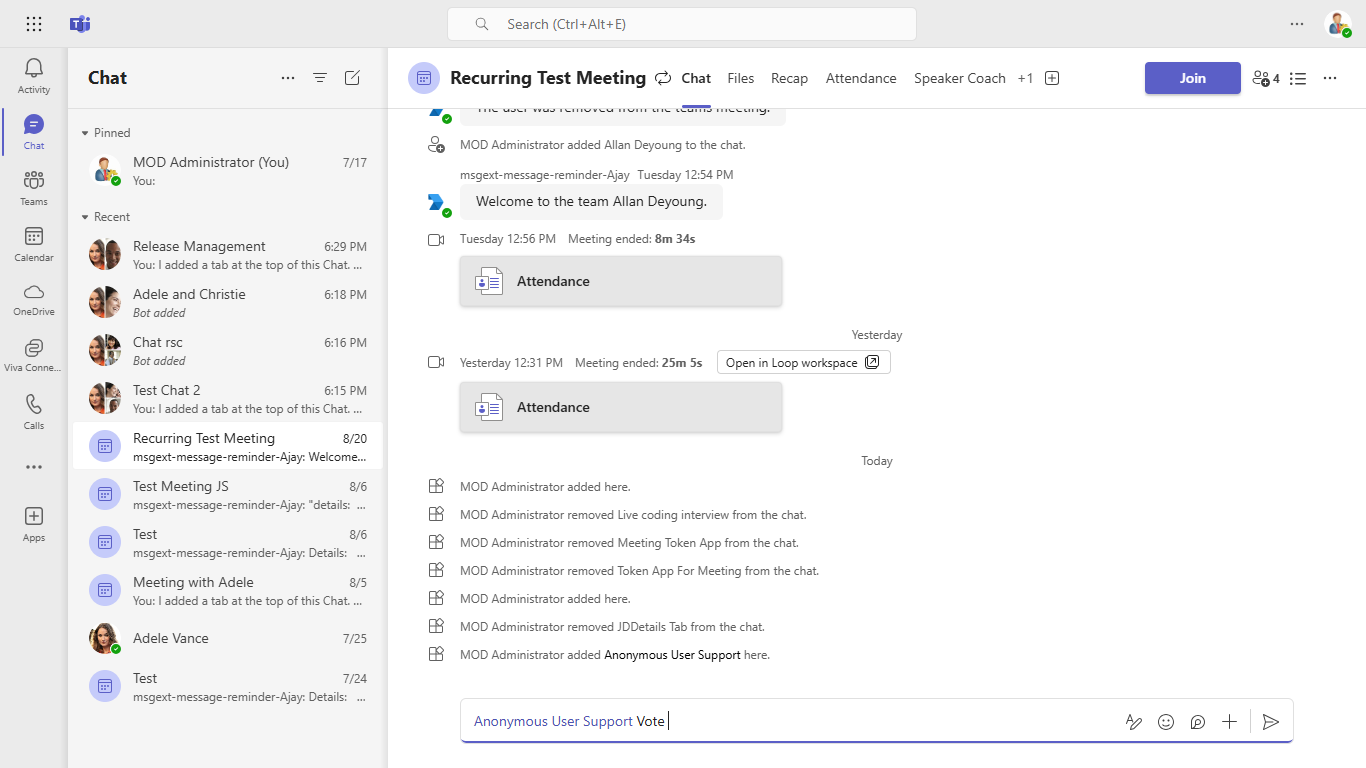 Search (Ctrl+Alt+E)
Activity
Chat
Teams
Calendar
OneDrive
Viva Conne...
Calls
Apps
Chat
Pinned
MOD Administrator (You) 7/17
You:
Recent
Release Management 6:29 PM
You: I added a tab at the top of this Chat. ...
Adele and Christie 6:18 PM
Bot added
Chat rsc 6:16 PM
Bot added
Test Chat 2 6:15 PM
You: I added a tab at the top of this Chat. ...
Recurring Test Meeting 8/20
msgext-message-reminder-Ajay: Welcome...
Test Meeting JS 8/6
msgext-message-reminder-Ajay: "details: ...
Test 8/6
msgext-message-reminder-Ajay: Details: ...
Meeting with Adele 8/5
You: I added a tab at the top of this Chat. ...
Adele Vance 7/25
Test 7/24
msgext-message-reminder-Ajay: Details: ...
Recurring Test Meeting Chat Files Recap Attendance Speaker Coach +1 Join 4
The user was removed from the teams meeting.
MOD Administrator added Allan Deyoung to the chat.
msgext-message-reminder-Ajay Tuesday 12:54 PM
Welcome to the team Allan Deyoung.
Tuesday 12:56 PM Meeting ended: 8m 34s
Attendance
Yesterday
Yesterday 12:31 PM Meeting ended: 25m 5s Open in Loop workspace
Attendance
Today
MOD Administrator added here.
MOD Administrator removed Live coding interview from the chat.
MOD Administrator removed Meeting Token App from the chat.
MOD Administrator removed Token App For Meeting from the chat.
MOD Administrator added here.
MOD Administrator removed JDDetails Tab from the chat.
MOD Administrator added Anonymous User Support here.
Anonymous User Support Vote